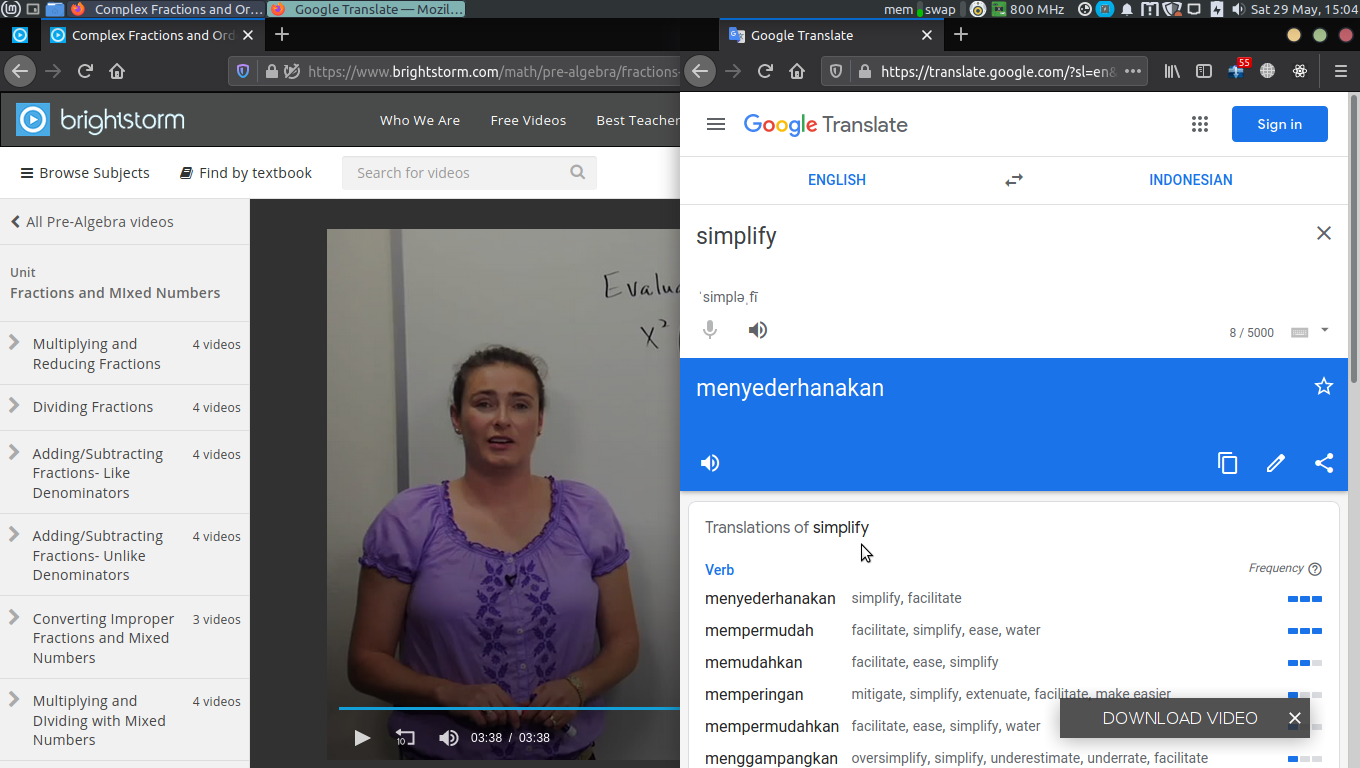 Complex Fractions and Or...
Google Translate — Mozil...
mem swap 800 MHz Sat 29 May, 15:04
Complex Fractions and Ord
https://www.brightstorm.com/math/pre-algebra/fractions-
brightstorm
Who We Are Free Videos Best Teacher
Browse Subjects Find by textbook Search for videos
All Pre-Algebra videos
Unit
Fractions and MIxed Numbers
Multiplying and Reducing Fractions 4 videos
Dividing Fractions 4 videos
Adding/Subtracting Fractions- Like Denominators 4 videos
Adding/Subtracting Fractions- Unlike Denominators 4 videos
Converting Improper Fractions and Mixed Numbers 3 videos
Multiplying and DIviding with Mixed Numbers 4 videos
Evalua
x²
10
03:38 / 03:38
Google Translate
https://translate.google.com/?sl=en&
55
Google Translate
Sign in
ENGLISH INDONESIAN
simplify
ˈsimpləˌfī
8 / 5000
menyederhanakan
Translations of simplify
Verb Frequency
menyederhanakan simplify, facilitate
mempermudah facilitate, simplify, ease, water
memudahkan facilitate, ease, simplify
memperingan mitigate, simplify, extenuate, facilitate, make easier
mempermudahkan facilitate, ease, simplify, water
menggampangkan oversimplify, simplify, underestimate, underrate, facilitate
DOWNLOAD VIDEO